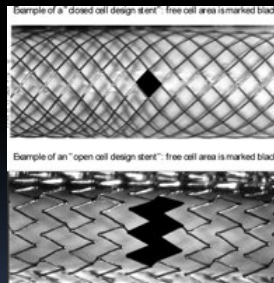 Example of a "closed cell design stent": free cell area is marked blac
Example of an "open cell design stent": free cell area is marked blac